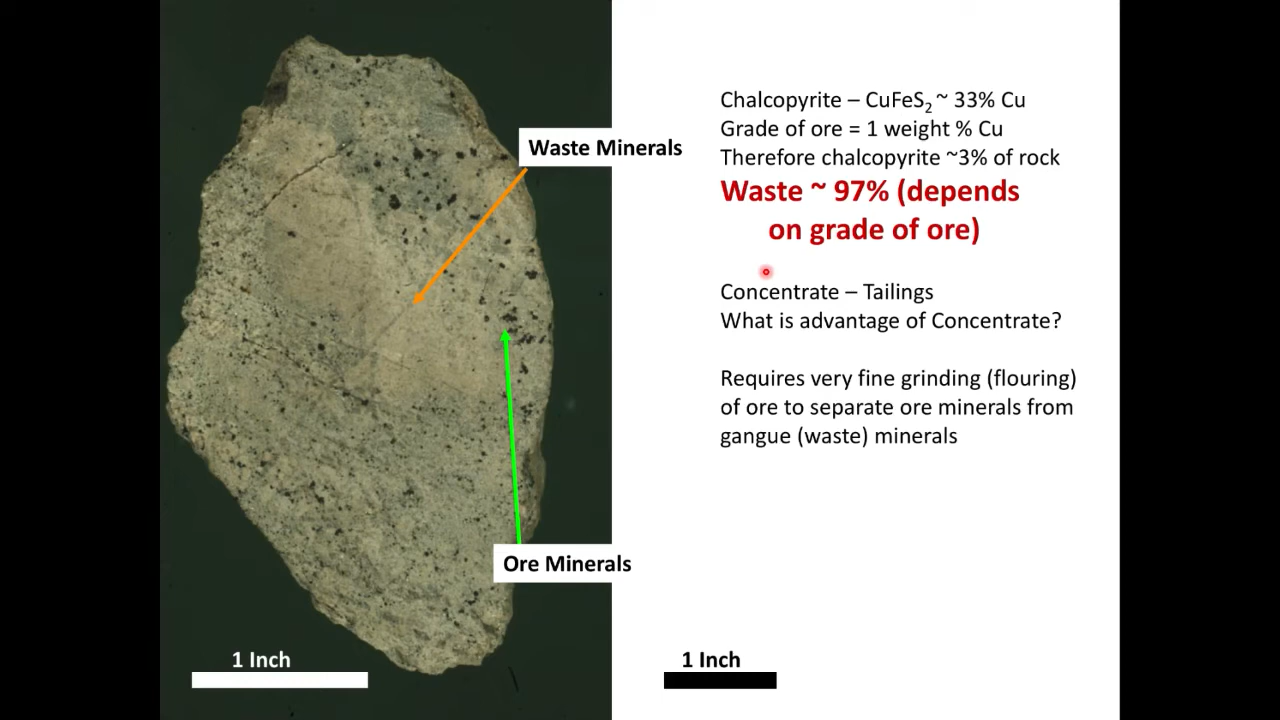 Waste Minerals
Ore Minerals
1 Inch
Chalcopyrite – CuFeS₂ ~ 33% Cu
Grade of ore = 1 weight % Cu
Therefore chalcopyrite ~3% of rock
Waste ~ 97% (depends
on grade of ore)
Concentrate – Tailings
What is advantage of Concentrate?
Requires very fine grinding (flouring)
of ore to separate ore minerals from
gangue (waste) minerals
1 Inch